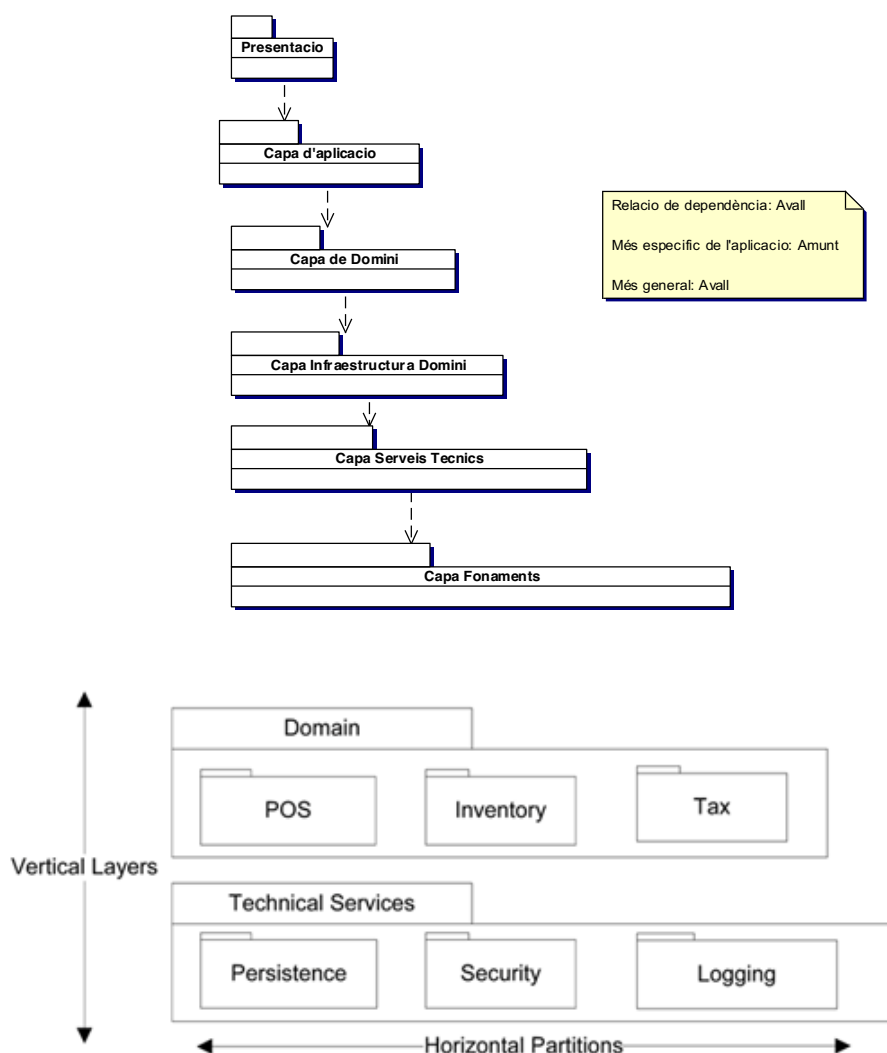 Presentacio
Capa d'aplicacio
Capa de Domini
Capa Infraestructura Domini
Capa Serveis Tecnics
Capa Fonaments
Relacio de dependència: Avall
Més especific de l'aplicacio: Amunt
Més general: Avall
Domain
POS
Inventory
Tax
Vertical Layers
Technical Services
Persistence
Security
Logging
Horizontal Partitions